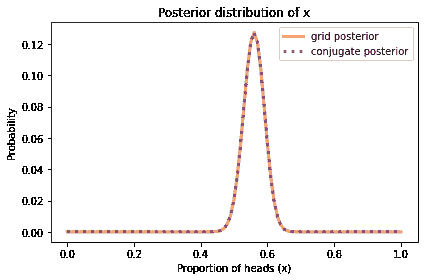 Posterior distribution of x
grid posterior
conjugate posterior
Probability
0.12
0.10
0.08
0.06
0.04
0.02
0.00
0.0 0.2 0.4 0.6 0.8 1.0
Proportion of heads (x)